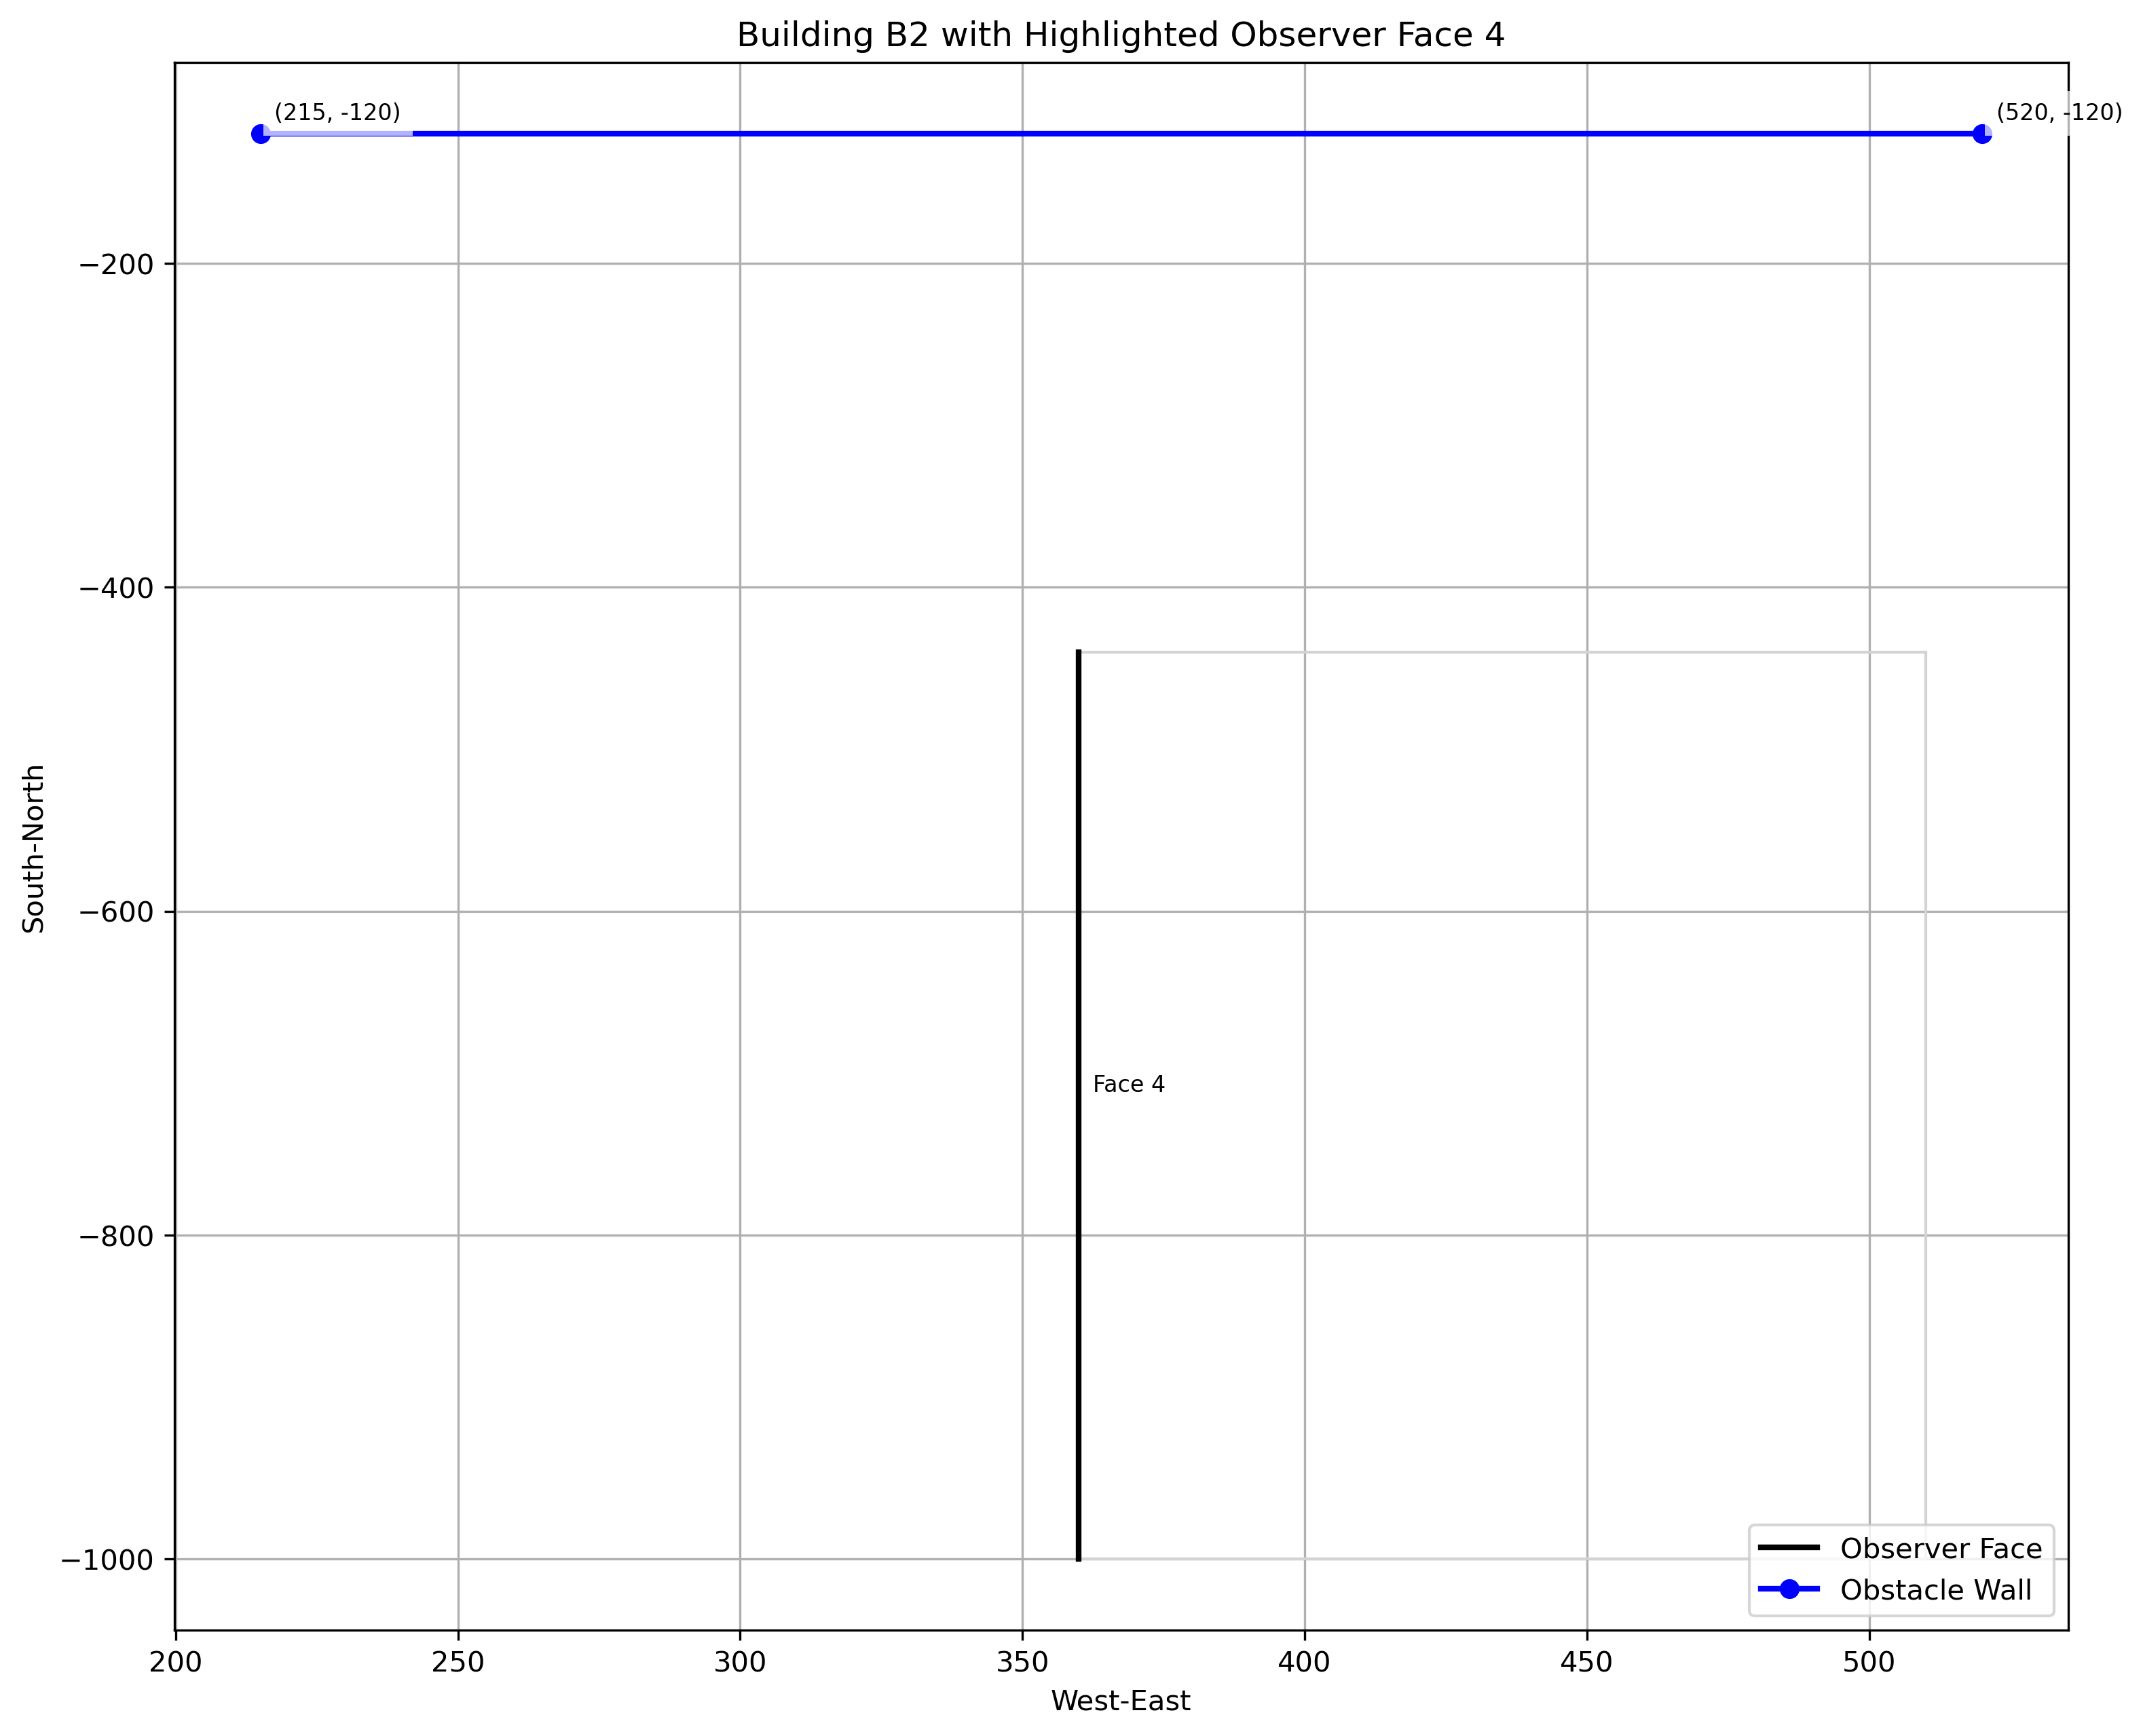 Building B2 with Highlighted Observer Face 4
(215, -120)
(520, -120)
−200
−400
−600
−800
−1000
South-North
Face 4
Observer Face
Obstacle Wall
200
250
300
350
400
450
500
West-East